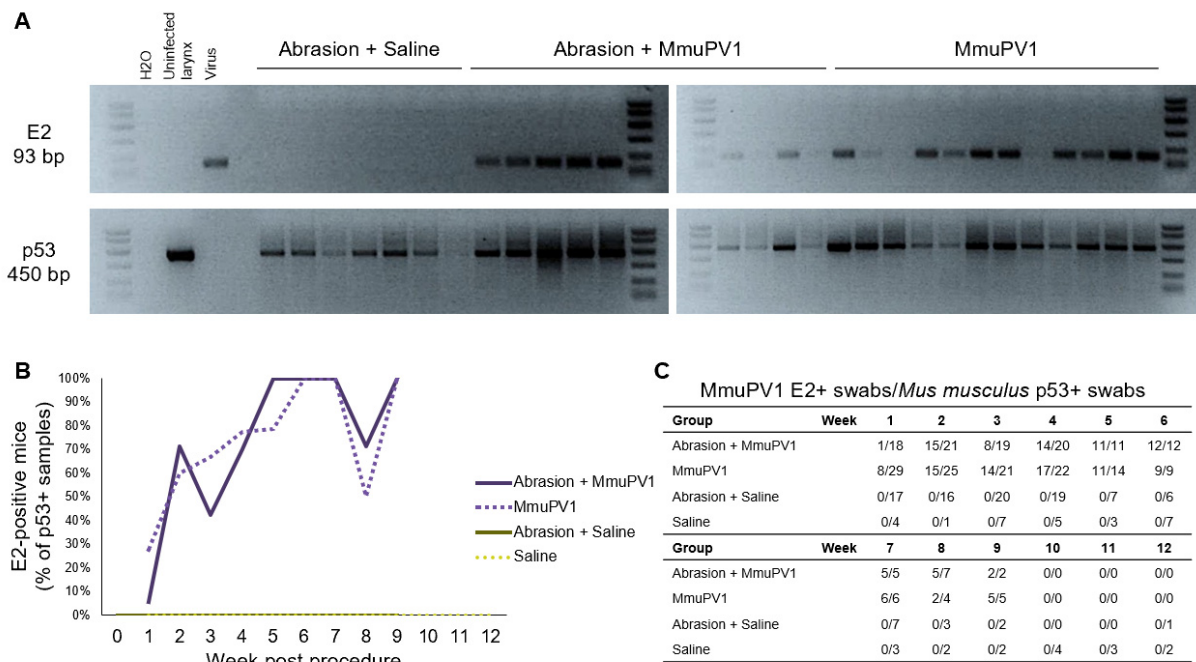 A
H2O
Uninfected
larynx
Virus
Abrasion + Saline
Abrasion + MmuPV1
MmuPV1
E2
93 bp
p53
450 bp
B
E2-positive mice
(% of p53+ samples)
100%
90%
80%
70%
60%
50%
40%
30%
20%
10%
0%
0 1 2 3 4 5 6 7 8 9 10 11 12
Week post procedure
Abrasion + MmuPV1
MmuPV1
Abrasion + Saline
Saline
C
MmuPV1 E2+ swabs/Mus musculus p53+ swabs
Group Week 1 2 3 4 5 6
Abrasion + MmuPV1 1/18 15/21 8/19 14/20 11/11 12/12
MmuPV1 8/29 15/25 14/21 17/22 11/14 9/9
Abrasion + Saline 0/17 0/16 0/20 0/19 0/7 0/6
Saline 0/4 0/1 0/7 0/5 0/3 0/7
Group Week 7 8 9 10 11 12
Abrasion + MmuPV1 5/5 5/7 2/2 0/0 0/0 0/0
MmuPV1 6/6 2/4 5/5 0/0 0/0 0/0
Abrasion + Saline 0/7 0/3 0/2 0/0 0/0 0/1
Saline 0/3 0/2 0/2 0/4 0/3 0/2